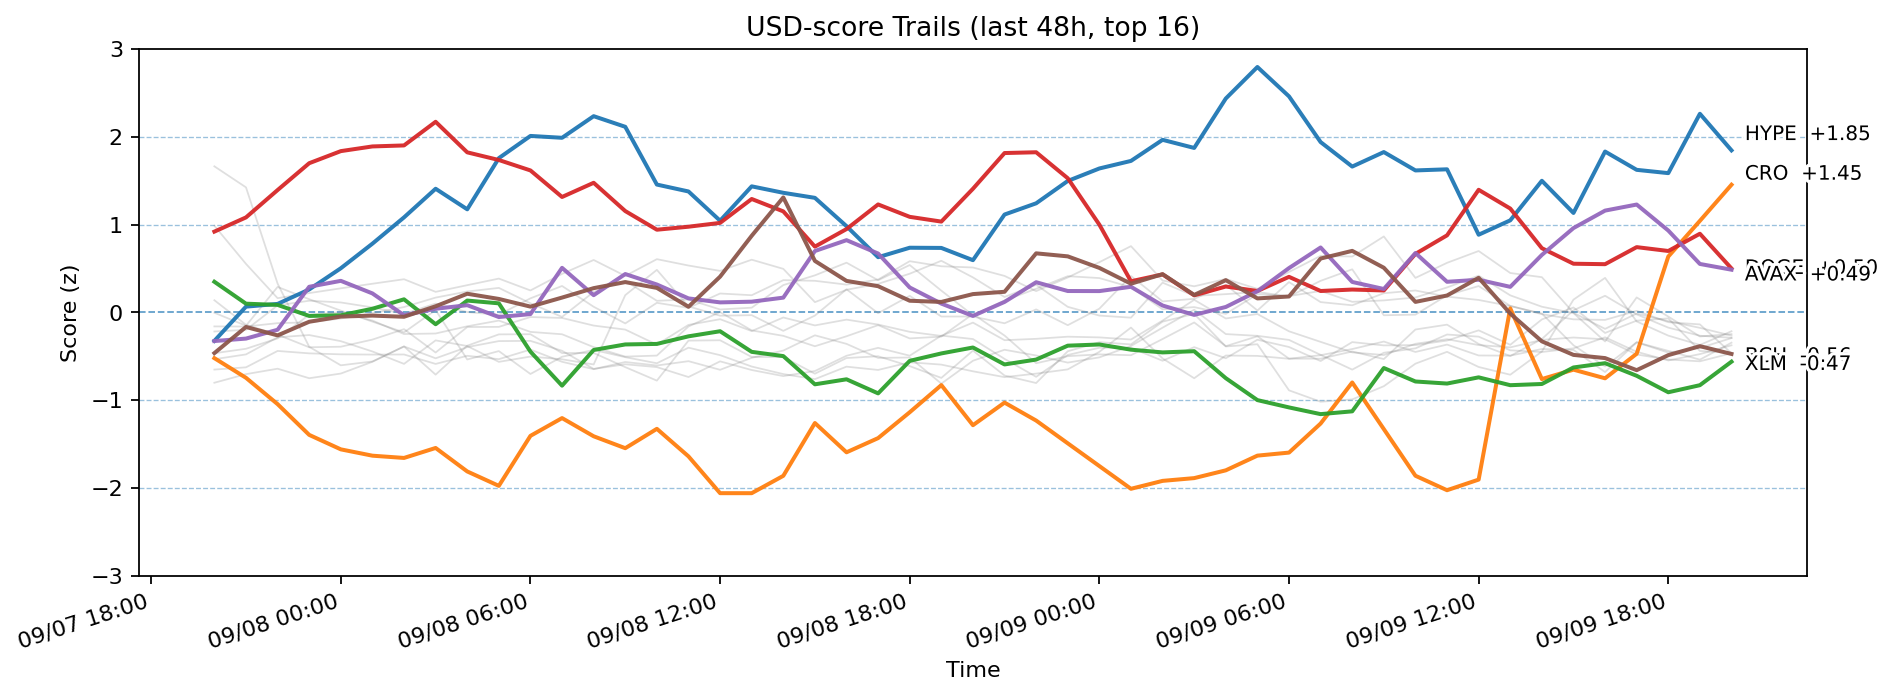 USD-score Trails (last 48h, top 16)
3
2
1
0
−1
−2
−3
Score (z)
HYPE +1.85
CRO +1.45
AVAX +0.49
XLM -0.47
09/07 18:00
09/08 00:00
09/08 06:00
09/08 12:00
09/08 18:00
09/09 00:00
09/09 06:00
09/09 12:00
09/09 18:00
Time